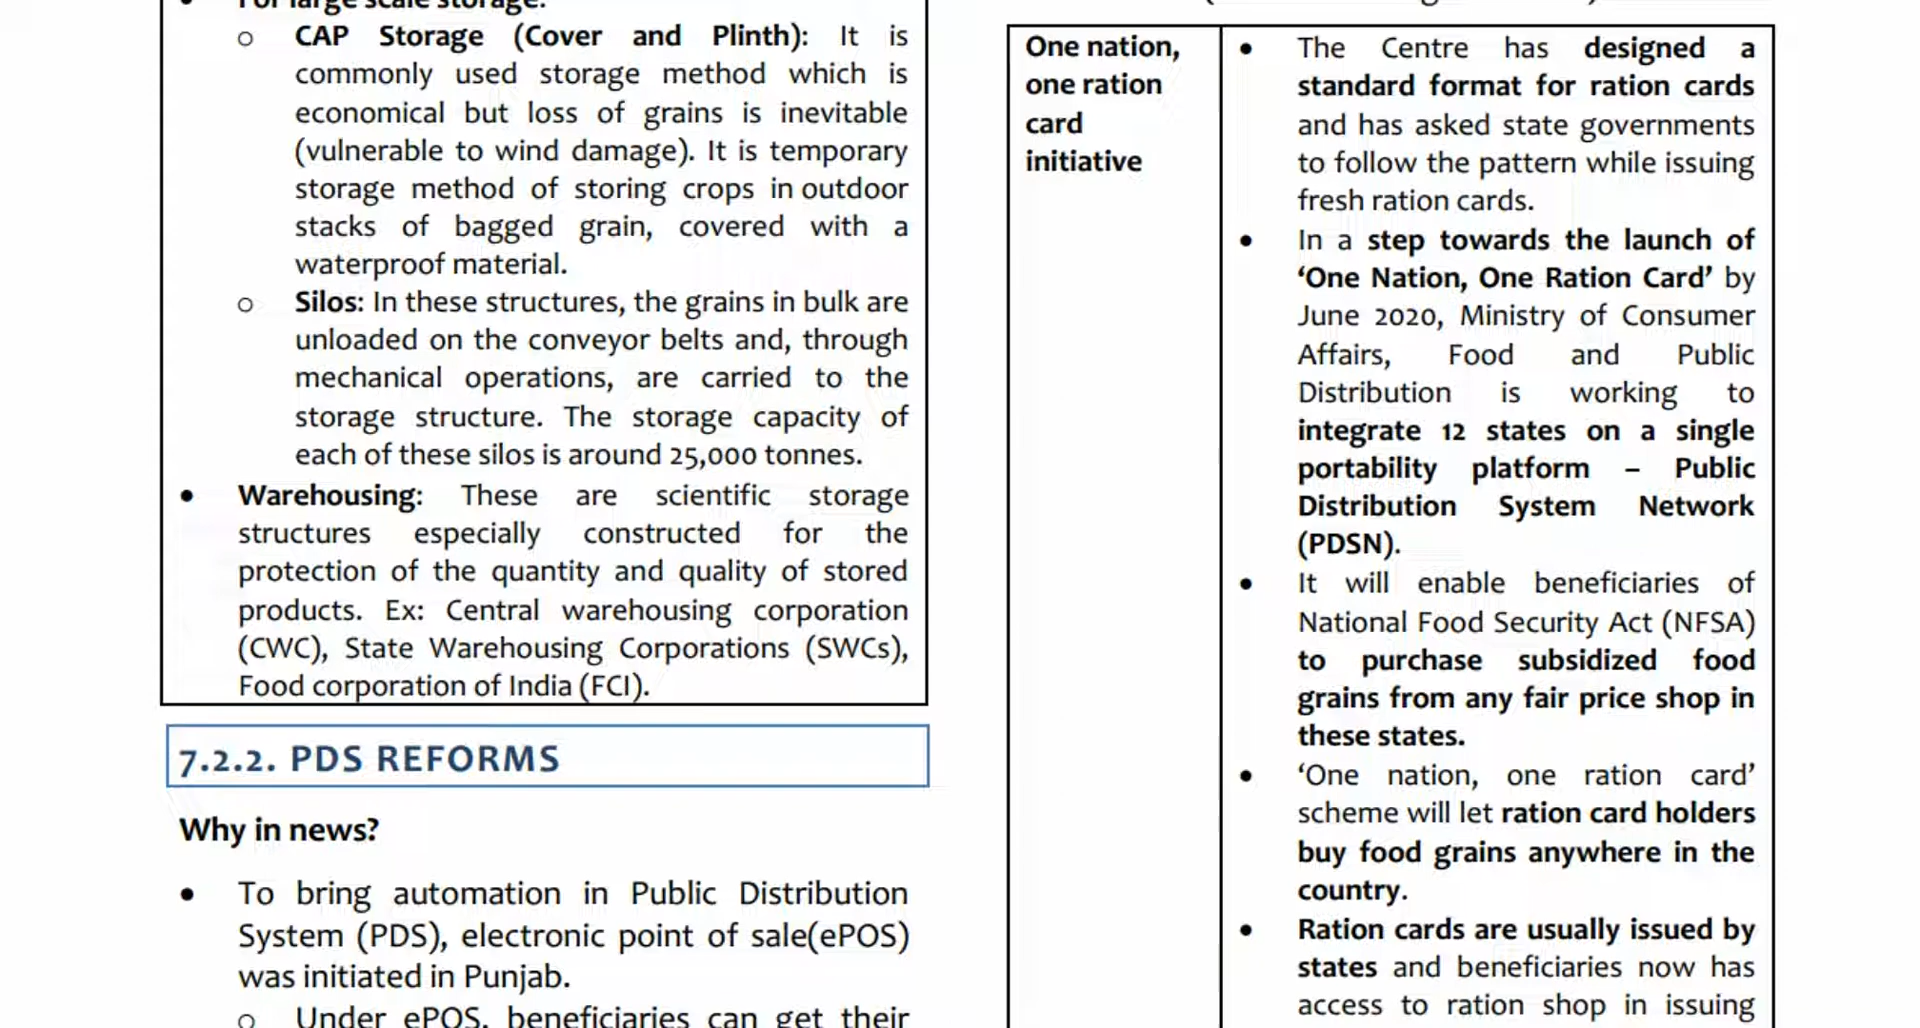 For large scale storage:
o CAP Storage (Cover and Plinth): It is
commonly used storage method which is
economical but loss of grains is inevitable
(vulnerable to wind damage). It is temporary
storage method of storing crops in outdoor
stacks of bagged grain, covered with a
waterproof material.
o Silos: In these structures, the grains in bulk are
unloaded on the conveyor belts and, through
mechanical operations, are carried to the
storage structure. The storage capacity of
each of these silos is around 25,000 tonnes.
• Warehousing: These are scientific storage
structures especially constructed for the
protection of the quantity and quality of stored
products. Ex: Central warehousing corporation
(CWC), State Warehousing Corporations (SWCs),
Food corporation of India (FCI).
7.2.2. PDS REFORMS
Why in news?
• To bring automation in Public Distribution
System (PDS), electronic point of sale(ePOS)
was initiated in Punjab.
o Under ePOS, beneficiaries can get their
One nation,
one ration
card
initiative
• The Centre has designed a
standard format for ration cards
and has asked state governments
to follow the pattern while issuing
fresh ration cards.
• In a step towards the launch of
‘One Nation, One Ration Card’ by
June 2020, Ministry of Consumer
Affairs, Food and Public
Distribution is working to
integrate 12 states on a single
portability platform – Public
Distribution System Network
(PDSN).
• It will enable beneficiaries of
National Food Security Act (NFSA)
to purchase subsidized food
grains from any fair price shop in
these states.
• ‘One nation, one ration card’
scheme will let ration card holders
buy food grains anywhere in the
country.
• Ration cards are usually issued by
states and beneficiaries now has
access to ration shop in issuing